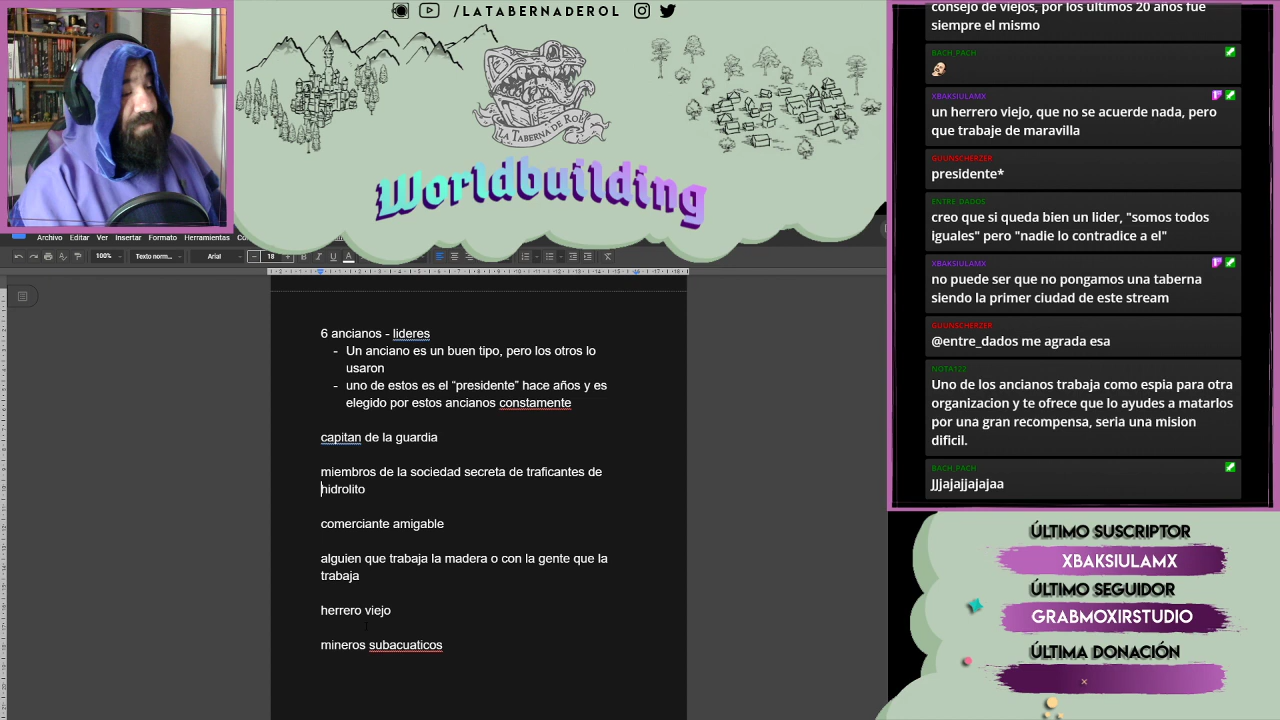 /LATABERNADEROL
LA TABERNA DE ROL
Worldbuilding
Archivo Editar Ver Insertar Formato Herramientas
100% Texto norm... Arial 18
6 ancianos - lideres
- Un anciano es un buen tipo, pero los otros lo
usaron
- uno de estos es el “presidente” hace años y es
elegido por estos ancianos constamente
capitan de la guardia
miembros de la sociedad secreta de traficantes de
hidrolito
comerciante amigable
alguien que trabaja la madera o con la gente que la
trabaja
herrero viejo
mineros subacuaticos
consejo de viejos, por los ultimos 20 años fue
siempre el mismo
BACH_PACH
XBAKSIULAMX
un herrero viejo, que no se acuerde nada, pero
que trabaje de maravilla
GUUNSCHERZER
presidente*
ENTRE_DADOS
creo que si queda bien un lider, "somos todos
iguales" pero "nadie lo contradice a el"
XBAKSIULAMX
no puede ser que no pongamos una taberna
siendo la primer ciudad de este stream
GUUNSCHERZER
@entre_dados me agrada esa
NOTA122
Uno de los ancianos trabaja como espia para otra
organizacion y te ofrece que lo ayudes a matarlos
por una gran recompensa, seria una mision
dificil.
BACH_PACH
JJjajajjajajaa
ÚLTIMO SUSCRIPTOR
XBAKSIULAMX
ÚLTIMO SEGUIDOR
GRABMOXIRSTUDIO
ÚLTIMA DONACIÓN